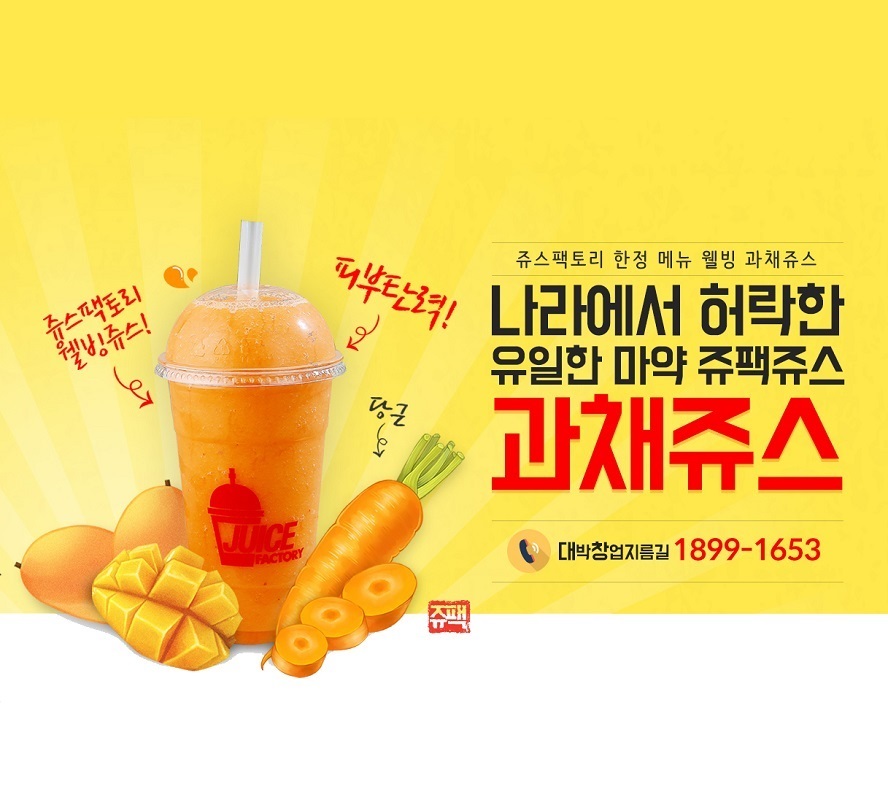 쥬스팩토리
웰빙쥬스!
피부탄력!
당근
JUICE
FACTORY
쥬팩
쥬스팩토리 한정 메뉴 웰빙 과채쥬스
나라에서 허락한
유일한 마약 쥬팩쥬스
과채쥬스
대박창업지름길 1899-1653